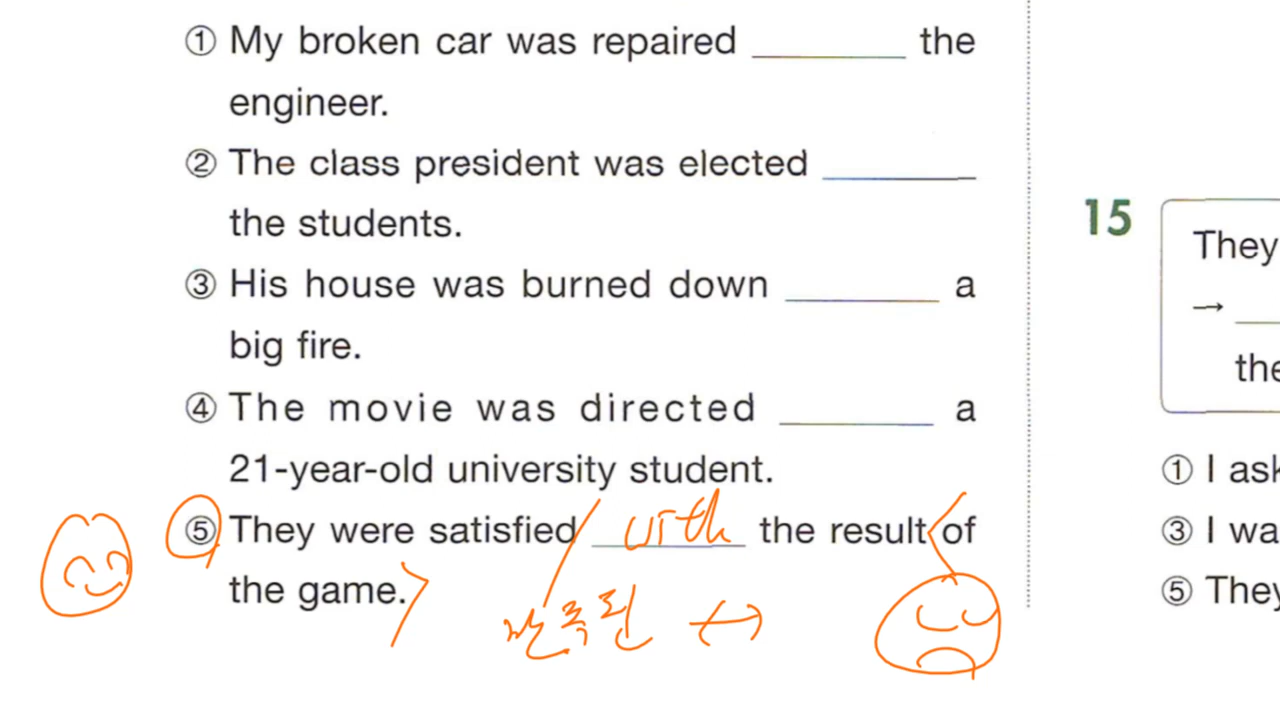 ① My broken car was repaired ________ the
engineer.
② The class president was elected ________
the students.
③ His house was burned down ________ a
big fire.
④ The movie was directed ________ a
21-year-old university student.
⑤ They were satisfied with the result of
the game.
만족된 ↔
15
They
→ ____
the
① I ask
③ I wa
⑤ They